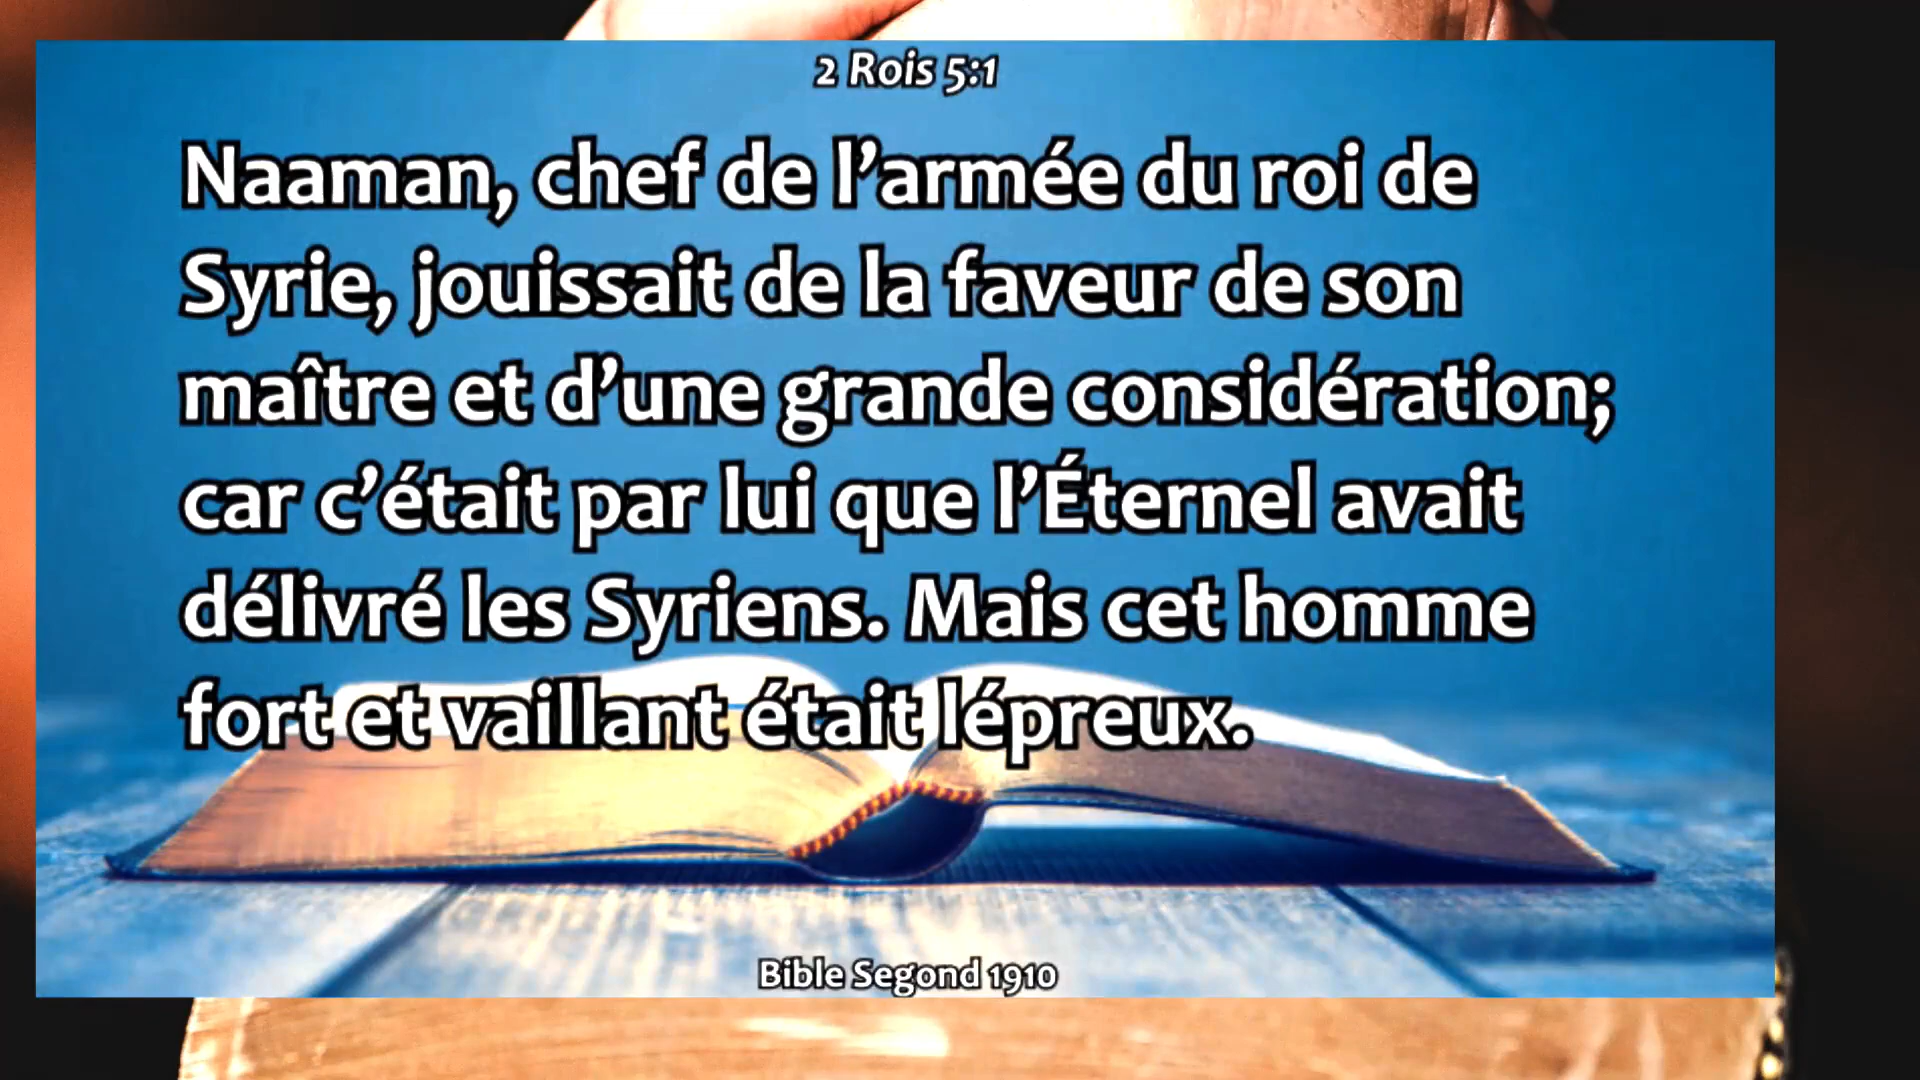 2 Rois 5:1
Naaman, chef de l’armée du roi de
Syrie, jouissait de la faveur de son
maître et d’une grande considération;
car c’était par lui que l’Éternel avait
délivré les Syriens. Mais cet homme
fort et vaillant était lépreux.
Bible Segond 1910